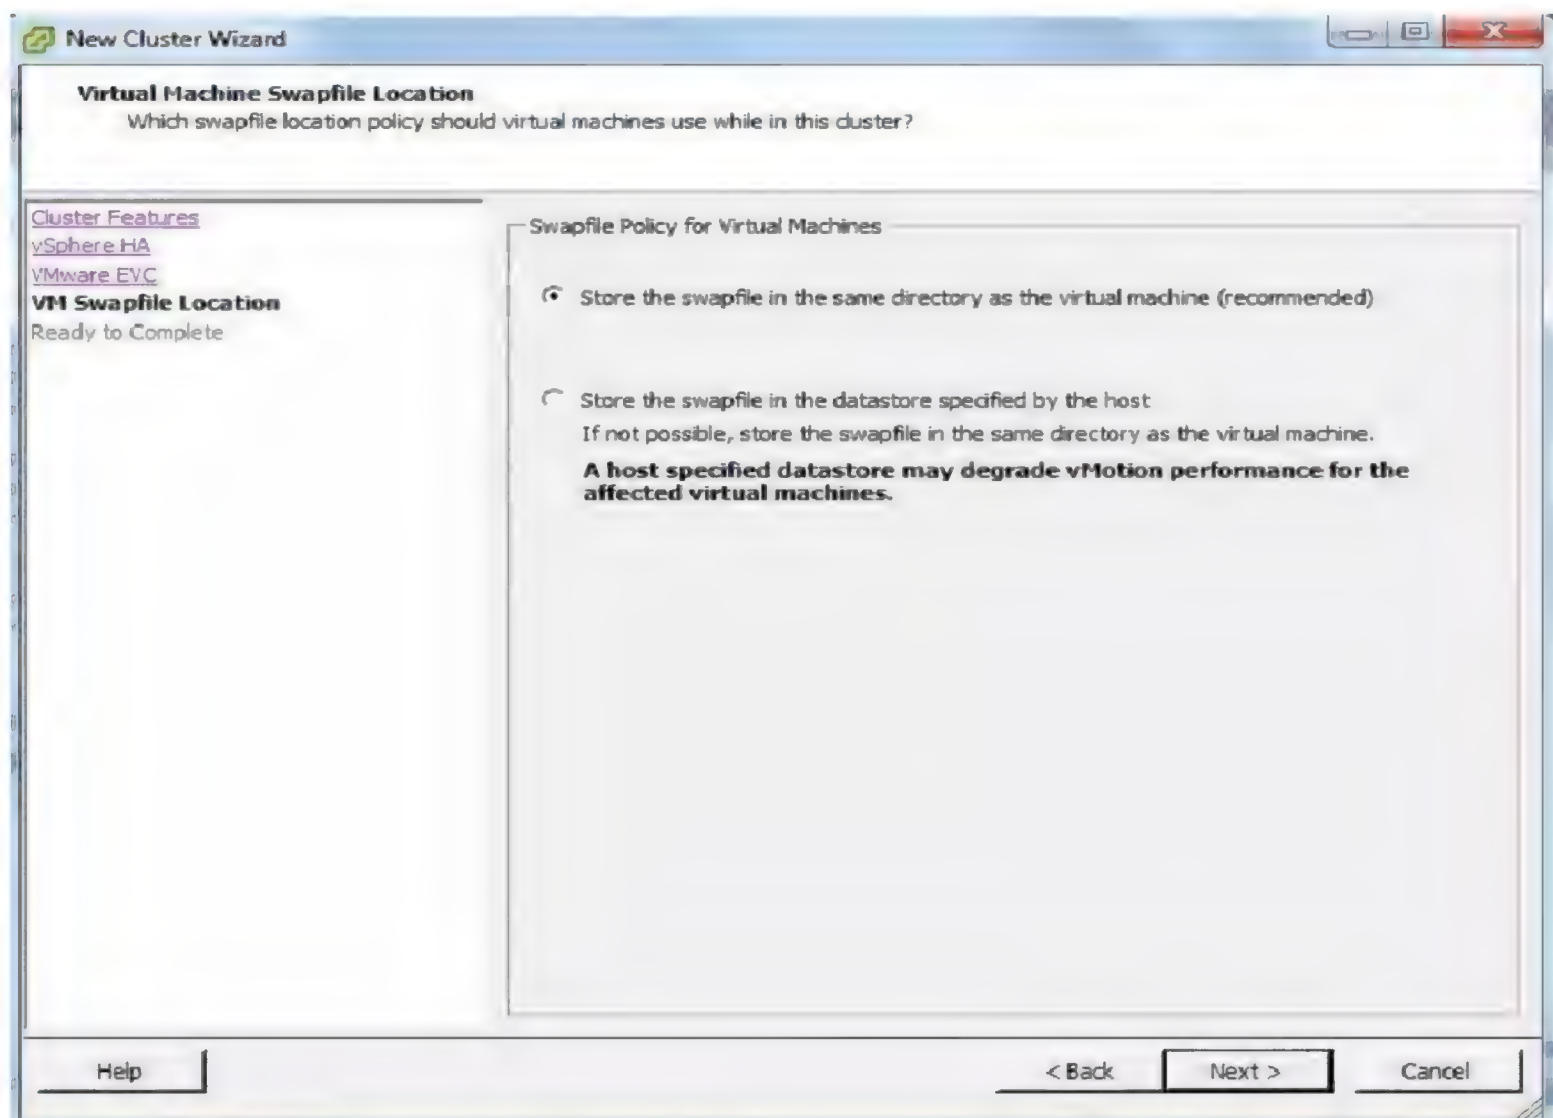 New Cluster Wizard
Virtual Machine Swapfile Location
Which swapfile location policy should virtual machines use while in this cluster?
Cluster Features
vSphere HA
VMware EVC
VM Swapfile Location
Ready to Complete
Swapfile Policy for Virtual Machines
Store the swapfile in the same directory as the virtual machine (recommended)
Store the swapfile in the datastore specified by the host
If not possible, store the swapfile in the same directory as the virtual machine.
A host specified datastore may degrade vMotion performance for the
affected virtual machines.
Help
< Back
Next >
Cancel